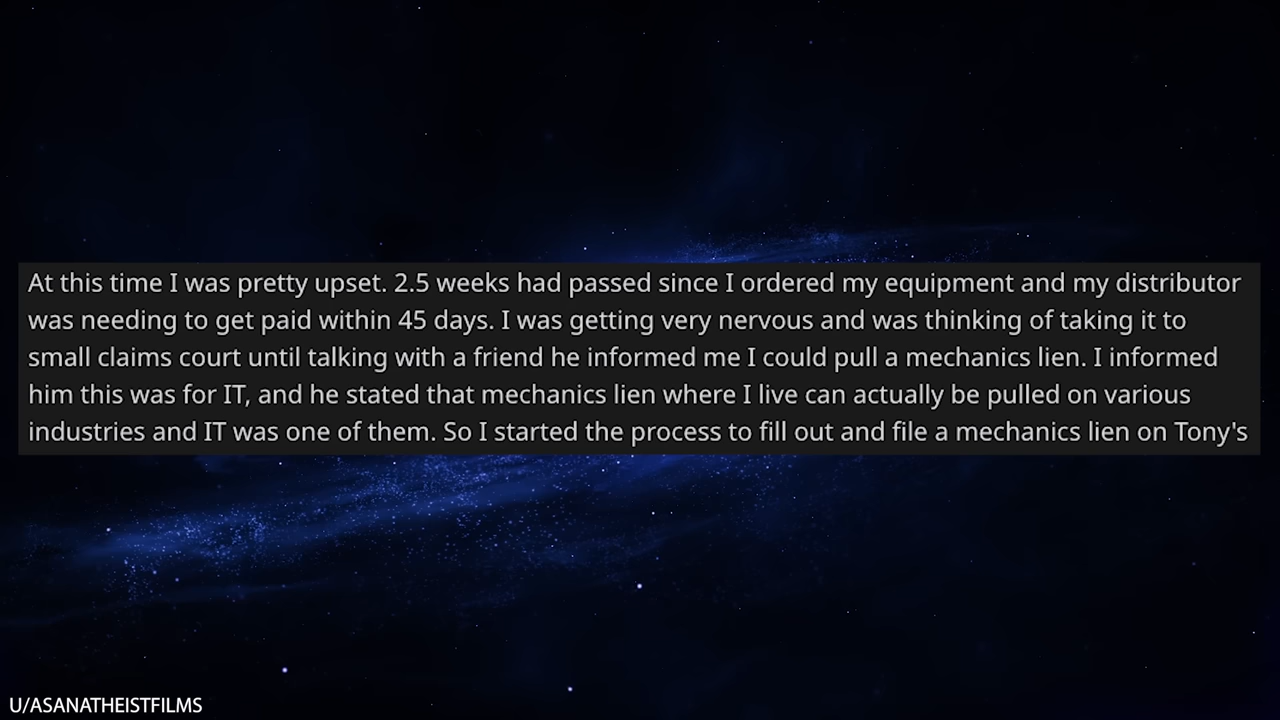 At this time I was pretty upset. 2.5 weeks had passed since I ordered my equipment and my distributor
was needing to get paid within 45 days. I was getting very nervous and was thinking of taking it to
small claims court until talking with a friend he informed me I could pull a mechanics lien. I informed
him this was for IT, and he stated that mechanics lien where I live can actually be pulled on various
industries and IT was one of them. So I started the process to fill out and file a mechanics lien on Tony's
U/ASANATHEISTFILMS